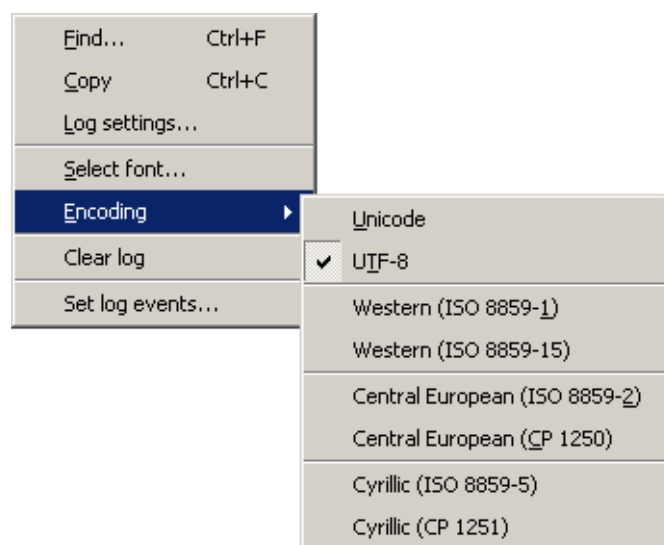 Find... Ctrl+F
Copy Ctrl+C
Log settings...
Select font...
Encoding
Clear log
Set log events...
Unicode
UTF-8
Western (ISO 8859-1)
Western (ISO 8859-15)
Central European (ISO 8859-2)
Central European (CP 1250)
Cyrillic (ISO 8859-5)
Cyrillic (CP 1251)